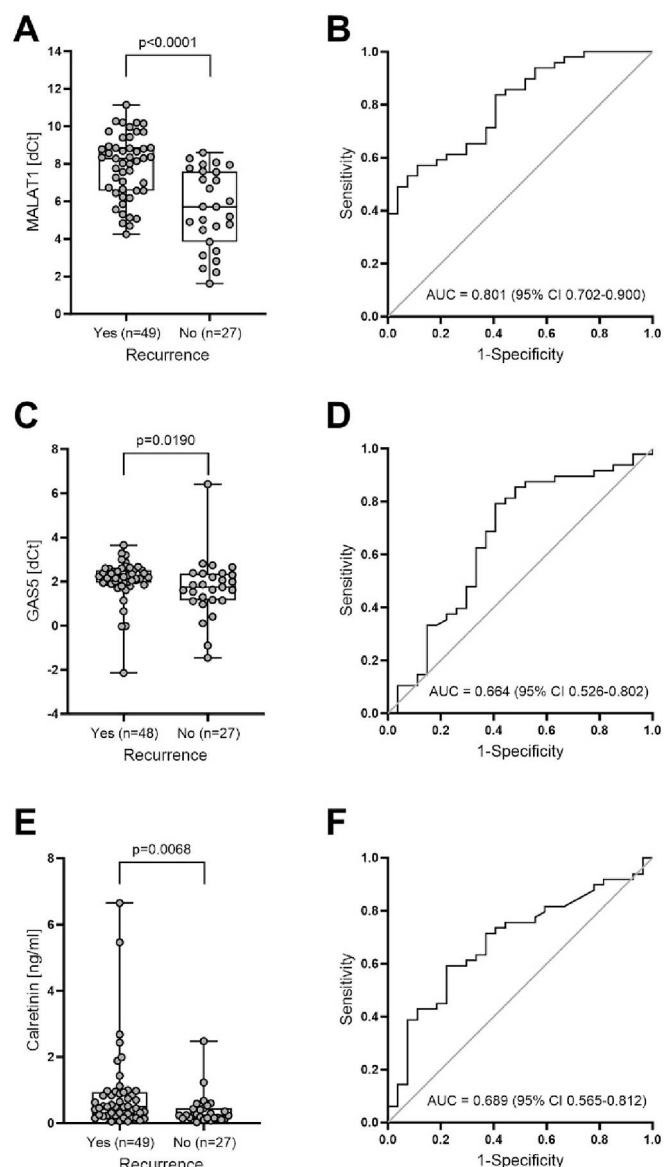 A
p<0.0001
14
12
10
8
6
4
2
0
MALAT1 [dCt]
Yes (n=49) No (n=27)
Recurrence
B
1.0
0.8
0.6
0.4
0.2
0.0
Sensitivity
AUC = 0.801 (95% CI 0.702-0.900)
0.0 0.2 0.4 0.6 0.8 1.0
1-Specificity
C
p=0.0190
8
6
4
2
0
-2
-4
GAS5 [dCt]
Yes (n=48) No (n=27)
Recurrence
D
1.0
0.8
0.6
0.4
0.2
0.0
Sensitivity
AUC = 0.664 (95% CI 0.526-0.802)
0.0 0.2 0.4 0.6 0.8 1.0
1-Specificity
E
p=0.0068
8
6
4
2
0
Calretinin [ng/ml]
Yes (n=49) No (n=27)
Recurrence
F
1.0
0.8
0.6
0.4
0.2
0.0
Sensitivity
AUC = 0.689 (95% CI 0.565-0.812)
0.0 0.2 0.4 0.6 0.8 1.0
1-Specificity